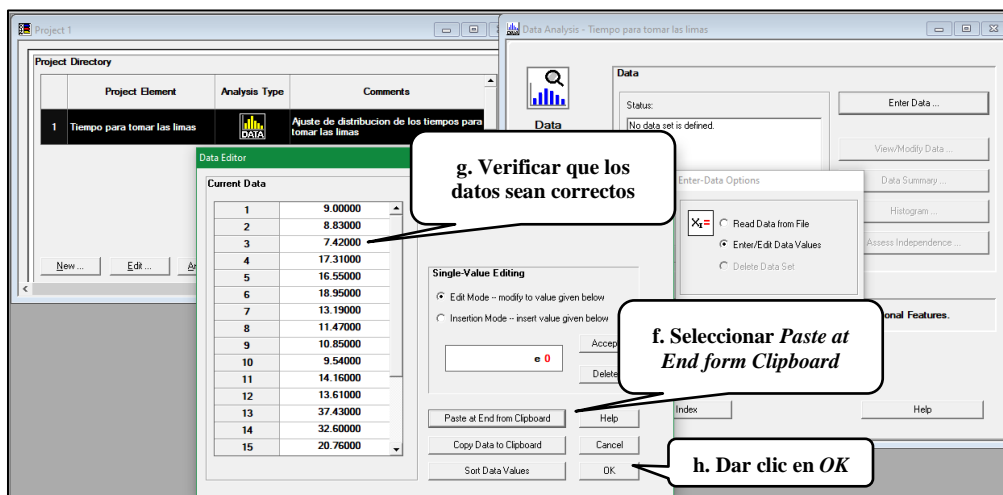 Project 1
Project Directory
Project Element
Analysis Type
Comments
1
Tiempo para tomar las limas
DATA
Ajuste de distribucion de los tiempos para
tomar las limas
New ...
Edit ...
Data Analysis - Tiempo para tomar las limas
DATA
Data
Data
Status:
No data set is defined.
Enter Data ...
View/Modify Data ...
Data Summary ...
Histogram ...
Assess Independence ...
Enter-Data Options
Read Data from File
Enter/Edit Data Values
Delete Data Set
Index
Help
Data Editor
Current Data
1 9.00000
2 8.83000
3 7.42000
4 17.31000
5 16.55000
6 18.95000
7 13.19000
8 11.47000
9 10.85000
10 9.54000
11 14.16000
12 13.61000
13 37.43000
14 32.60000
15 20.76000
Single-Value Editing
Edit Mode -- modify to value given below
Insertion Mode -- insert value given below
e 0
Delete
Paste at End from Clipboard
Help
Copy Data to Clipboard
Cancel
Sort Data Values
OK
g. Verificar que los
datos sean correctos
f. Seleccionar Paste at
End form Clipboard
h. Dar clic en OK